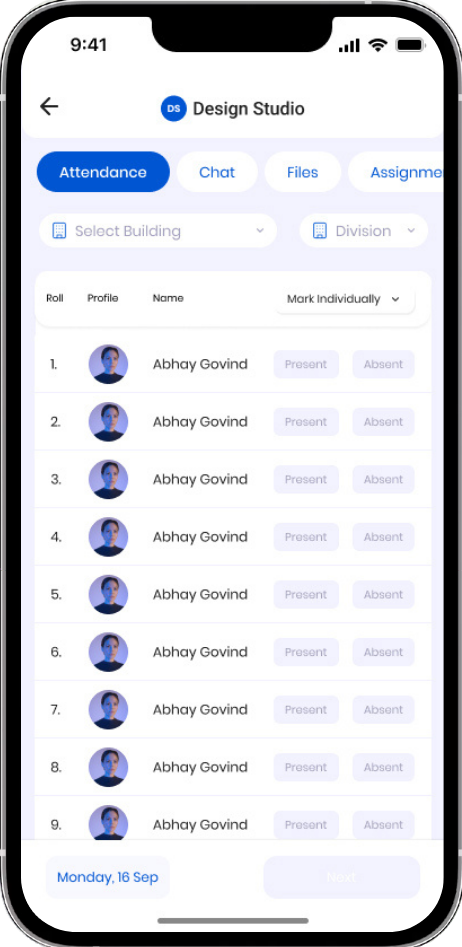 9:41
DS Design Studio
Attendance Chat Files Assignme
Select Building Division
Roll Profile Name Mark Individually
1. Abhay Govind Present Absent
2. Abhay Govind Present Absent
3. Abhay Govind Present Absent
4. Abhay Govind Present Absent
5. Abhay Govind Present Absent
6. Abhay Govind Present Absent
7. Abhay Govind Present Absent
8. Abhay Govind Present Absent
9. Abhay Govind Present Absent
Monday, 16 Sep Next